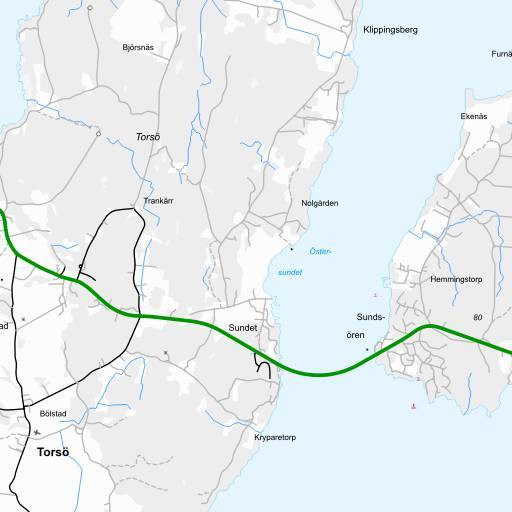 Klippingsberg
Björsnäs
Furnä
Ekenäs
Torsö
Trankärr
Nolgården
Öster-
sundet
Hemmingstorp
Sunds-
ören
80
Sundet
ad
Bölstad
Kryparetorp
Torsö